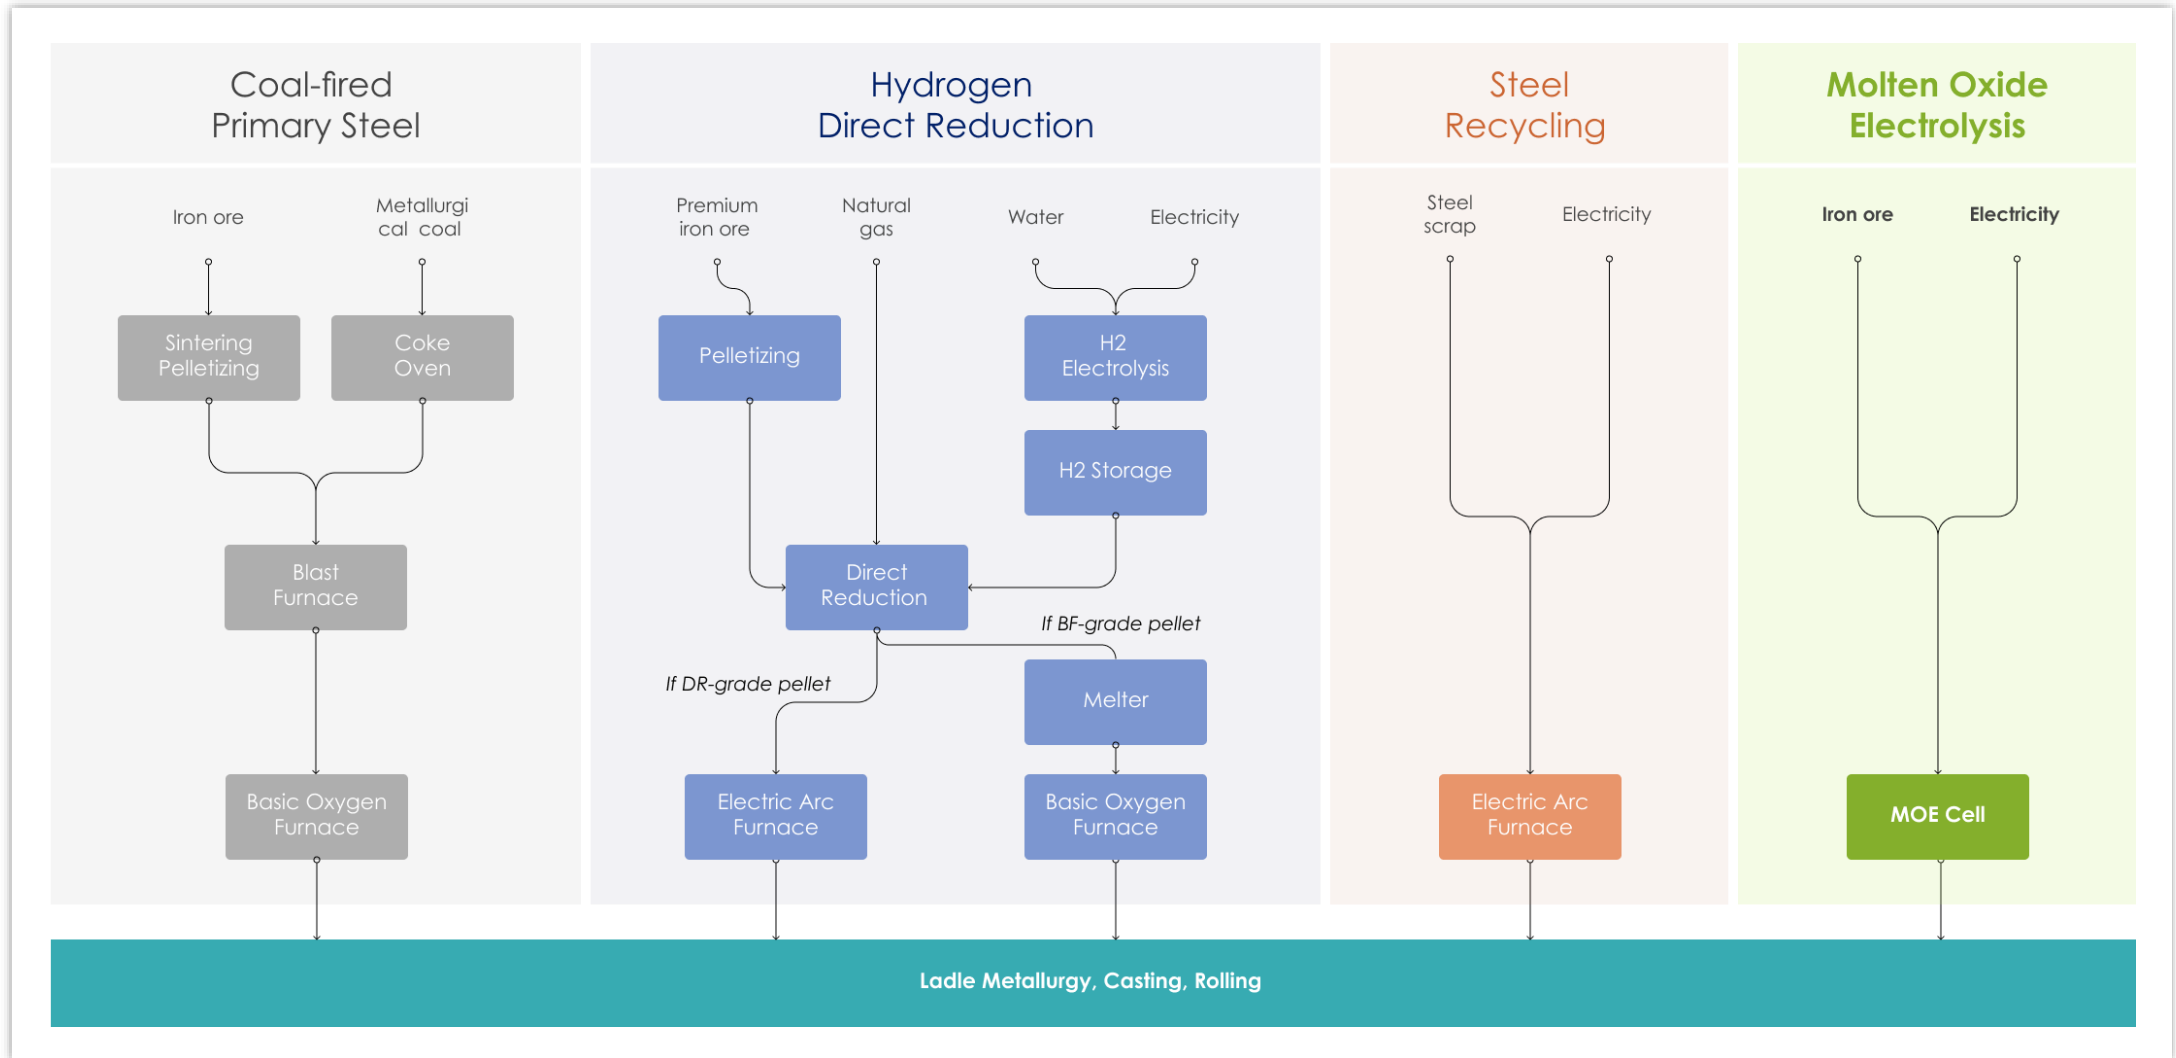 Coal-fired
Primary Steel
Hydrogen
Direct Reduction
Steel
Recycling
Molten Oxide
Electrolysis
Iron ore
Metallurgi
cal coal
Premium
iron ore
Natural
gas
Water
Electricity
Steel
scrap
Electricity
Iron ore
Electricity
Sintering
Pelletizing
Coke
Oven
Pelletizing
H2
Electrolysis
H2 Storage
Blast
Furnace
Direct
Reduction
If BF-grade pellet
If DR-grade pellet
Melter
Basic Oxygen
Furnace
Electric Arc
Furnace
Basic Oxygen
Furnace
Electric Arc
Furnace
MOE Cell
Ladle Metallurgy, Casting, Rolling